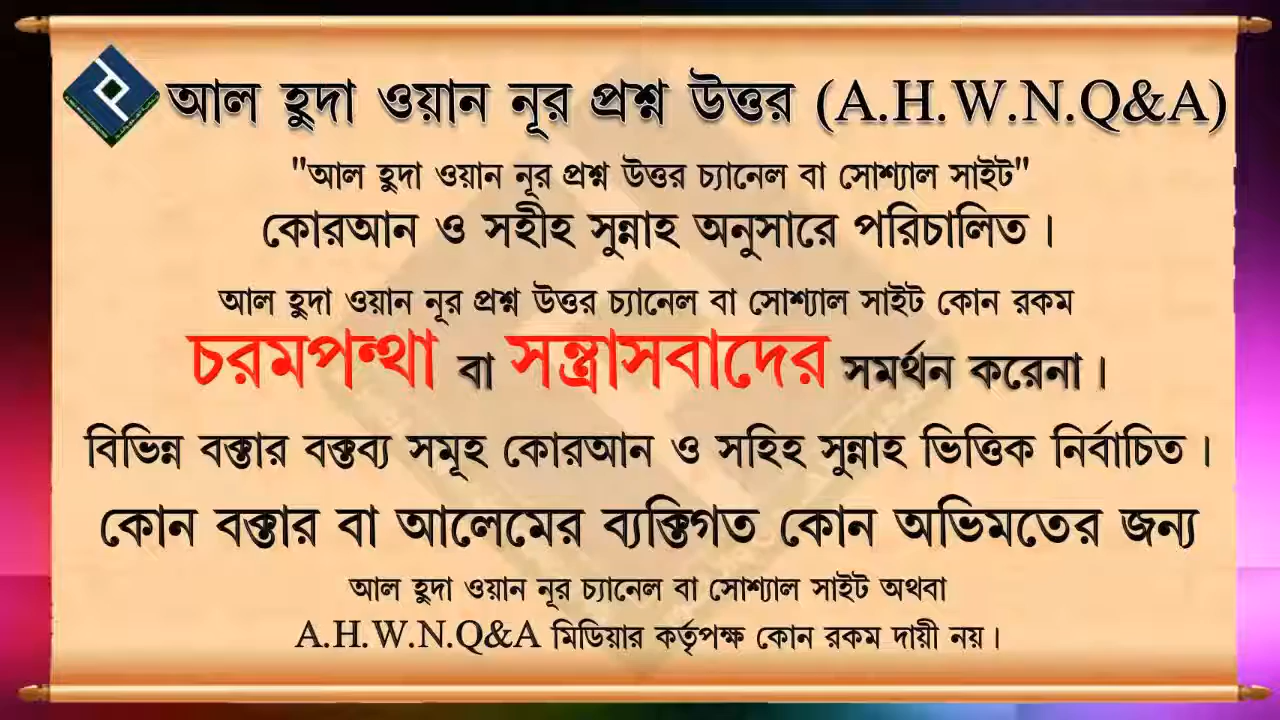 আল হুদা ওয়ান নূর প্রশ্ন উত্তর (A.H.W.N.Q&A)
"আল হুদা ওয়ান নূর প্রশ্ন উত্তর চ্যানেল বা সোশ্যাল সাইট"
কোরআন ও সহীহ সুন্নাহ অনুসারে পরিচালিত।
আল হুদা ওয়ান নূর প্রশ্ন উত্তর চ্যানেল বা সোশ্যাল সাইট কোন রকম
চরমপন্থা বা সন্ত্রাসবাদের সমর্থন করেনা।
বিভিন্ন বক্তার বক্তব্য সমূহ কোরআন ও সহিহ সুন্নাহ ভিত্তিক নির্বাচিত।
কোন বক্তার বা আলেমের ব্যক্তিগত কোন অভিমতের জন্য
আল হুদা ওয়ান নূর চ্যানেল বা সোশ্যাল সাইট অথবা
A.H.W.N.Q&A মিডিয়ার কর্তৃপক্ষ কোন রকম দায়ী নয়।